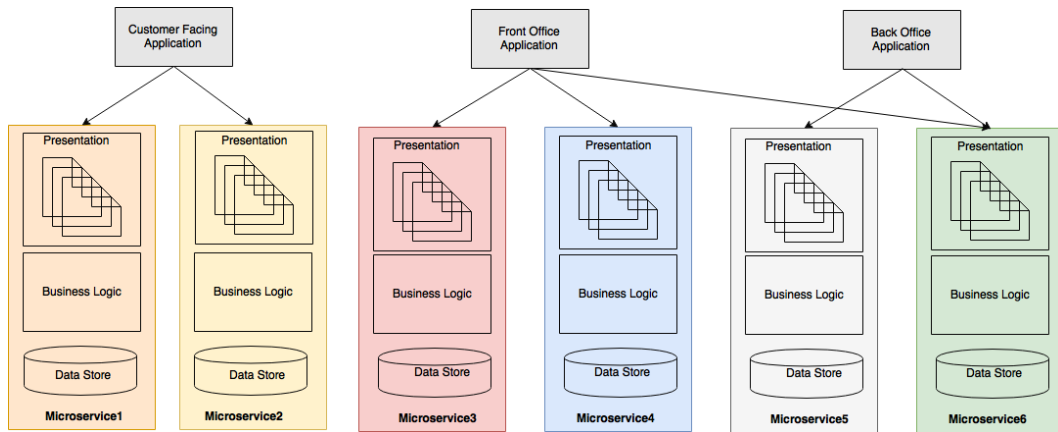 Customer Facing
Application
Front Office
Application
Back Office
Application
Presentation
Presentation
Presentation
Presentation
Presentation
Presentation
Business Logic
Business Logic
Business Logic
Business Logic
Business Logic
Business Logic
Data Store
Data Store
Data Store
Data Store
Data Store
Data Store
Microservice1
Microservice2
Microservice3
Microservice4
Microservice5
Microservice6